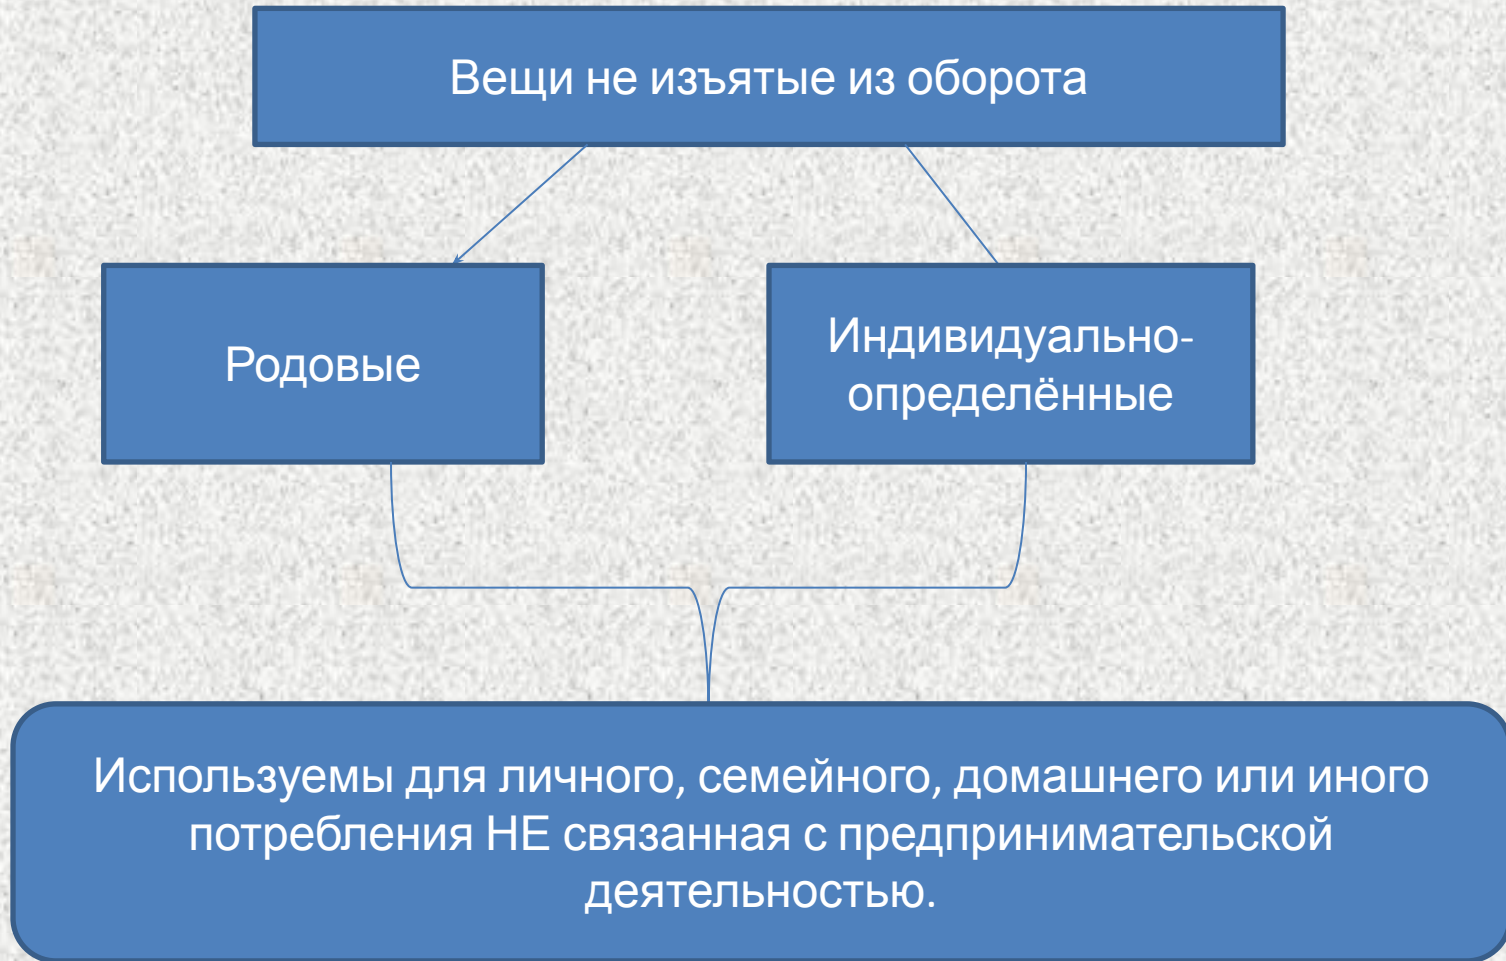 Вещи не изъятые из оборота
Родовые
Индивидуально-
определённые
Используемы для личного, семейного, домашнего или иного
потребления НЕ связанная с предпринимательской
деятельностью.